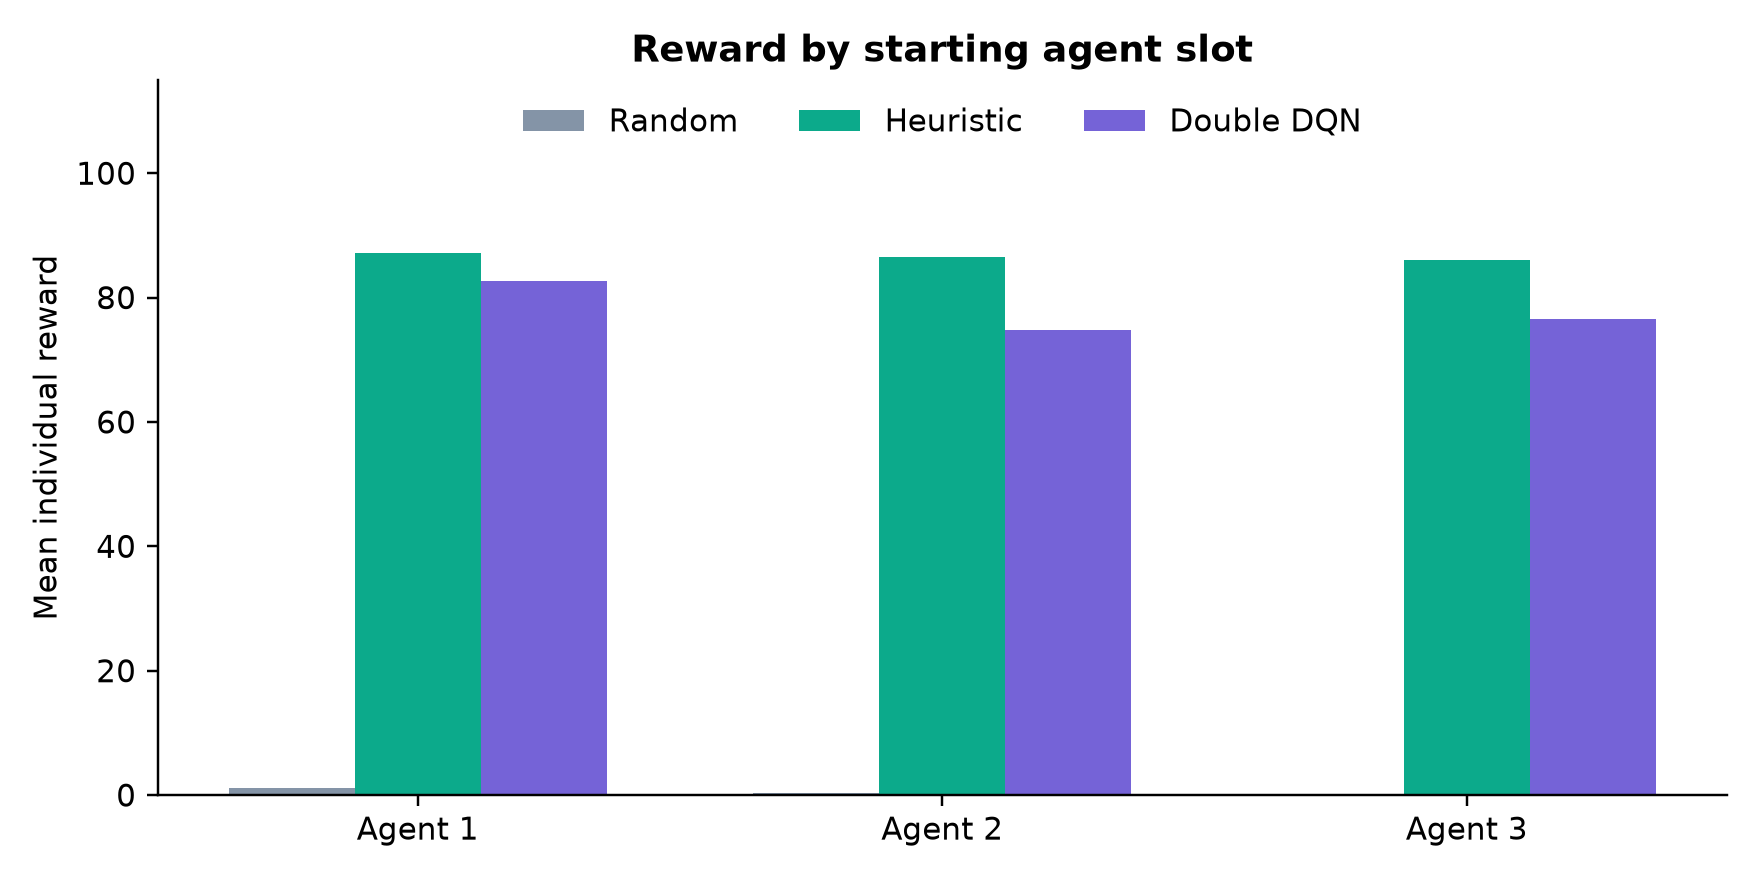 Reward by starting agent slot
Random Heuristic Double DQN
100
80
60
40
20
0
Mean individual reward
Agent 1 Agent 2 Agent 3